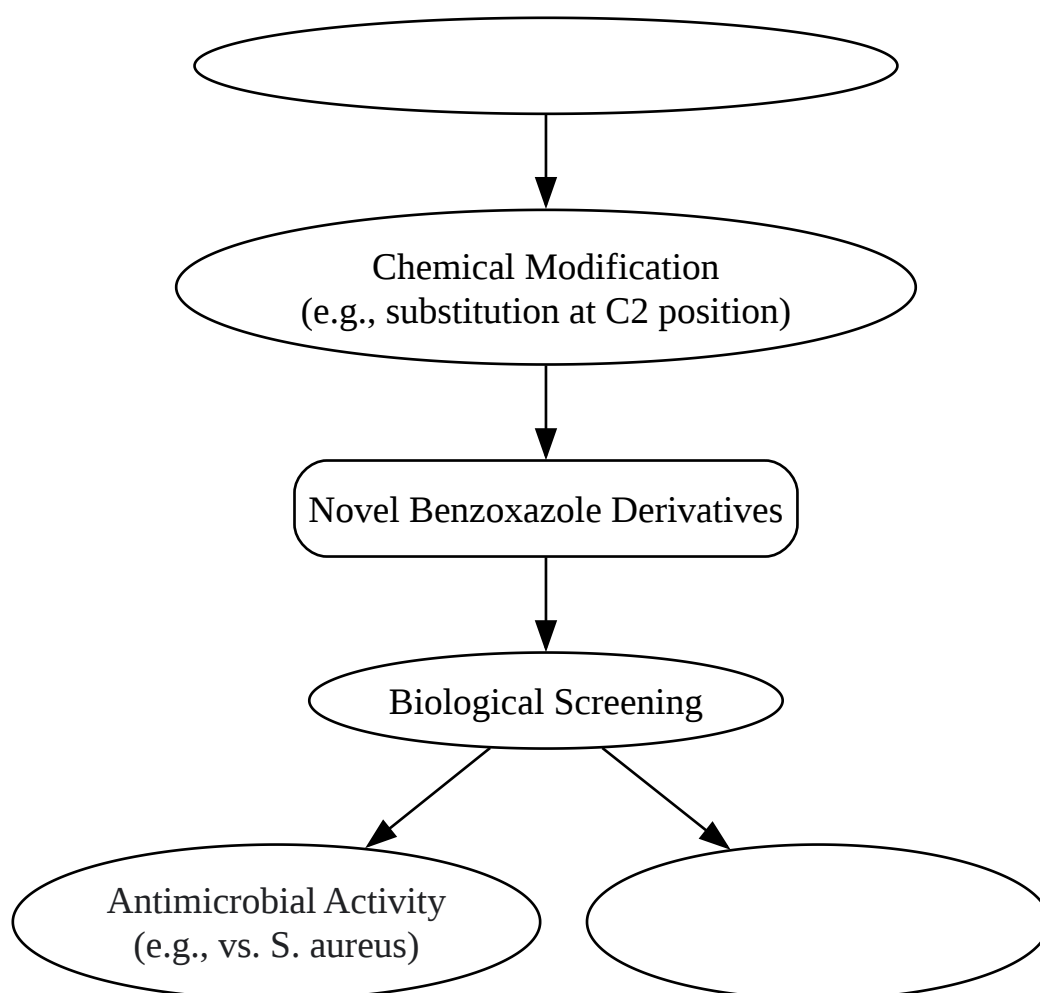 Chemical Modification
(e.g., substitution at C2 position)
Novel Benzoxazole Derivatives
Biological Screening
Antimicrobial Activity
(e.g., vs. S. aureus)